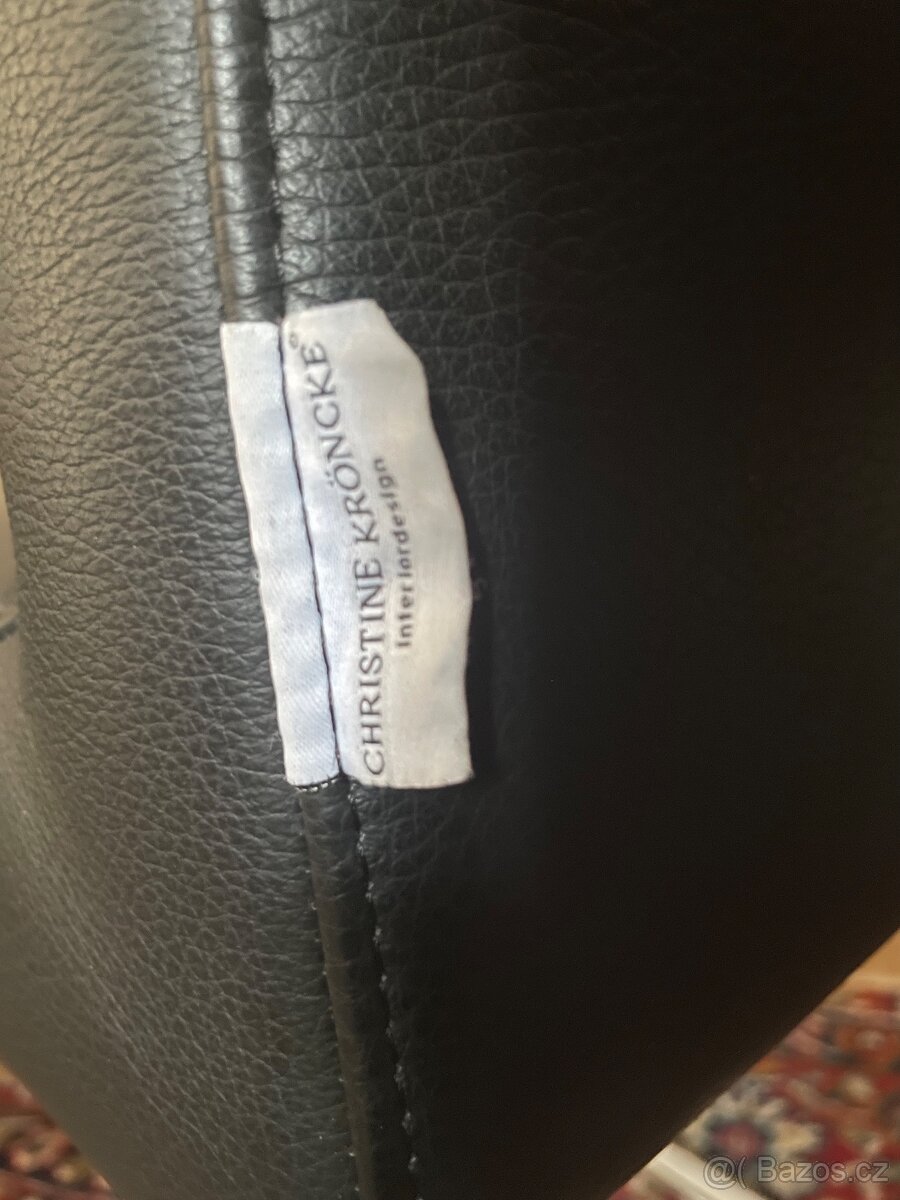 CHRISTINE KRÖNCKE®
Interiordesign
@( Bazos.cz